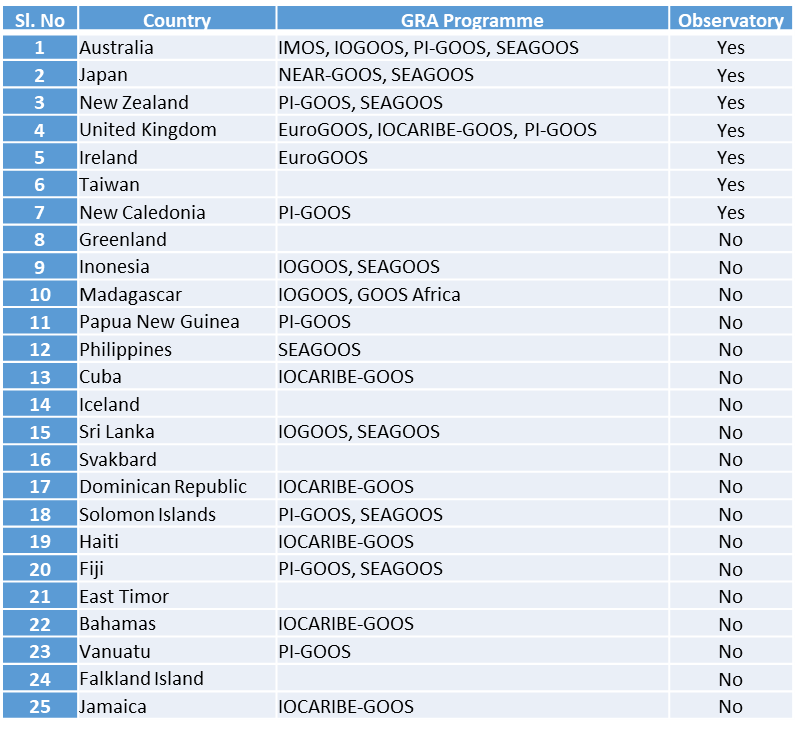 Sl. No Country GRA Programme Observatory
1 Australia IMOS, IOGOOS, PI-GOOS, SEAGOOS Yes
2 Japan NEAR-GOOS, SEAGOOS Yes
3 New Zealand PI-GOOS, SEAGOOS Yes
4 United Kingdom EuroGOOS, IOCARIBE-GOOS, PI-GOOS Yes
5 Ireland EuroGOOS Yes
6 Taiwan Yes
7 New Caledonia PI-GOOS Yes
8 Greenland No
9 Inonesia IOGOOS, SEAGOOS No
10 Madagascar IOGOOS, GOOS Africa No
11 Papua New Guinea PI-GOOS No
12 Philippines SEAGOOS No
13 Cuba IOCARIBE-GOOS No
14 Iceland No
15 Sri Lanka IOGOOS, SEAGOOS No
16 Svakbard No
17 Dominican Republic IOCARIBE-GOOS No
18 Solomon Islands PI-GOOS, SEAGOOS No
19 Haiti IOCARIBE-GOOS No
20 Fiji PI-GOOS, SEAGOOS No
21 East Timor No
22 Bahamas IOCARIBE-GOOS No
23 Vanuatu PI-GOOS No
24 Falkland Island No
25 Jamaica IOCARIBE-GOOS No